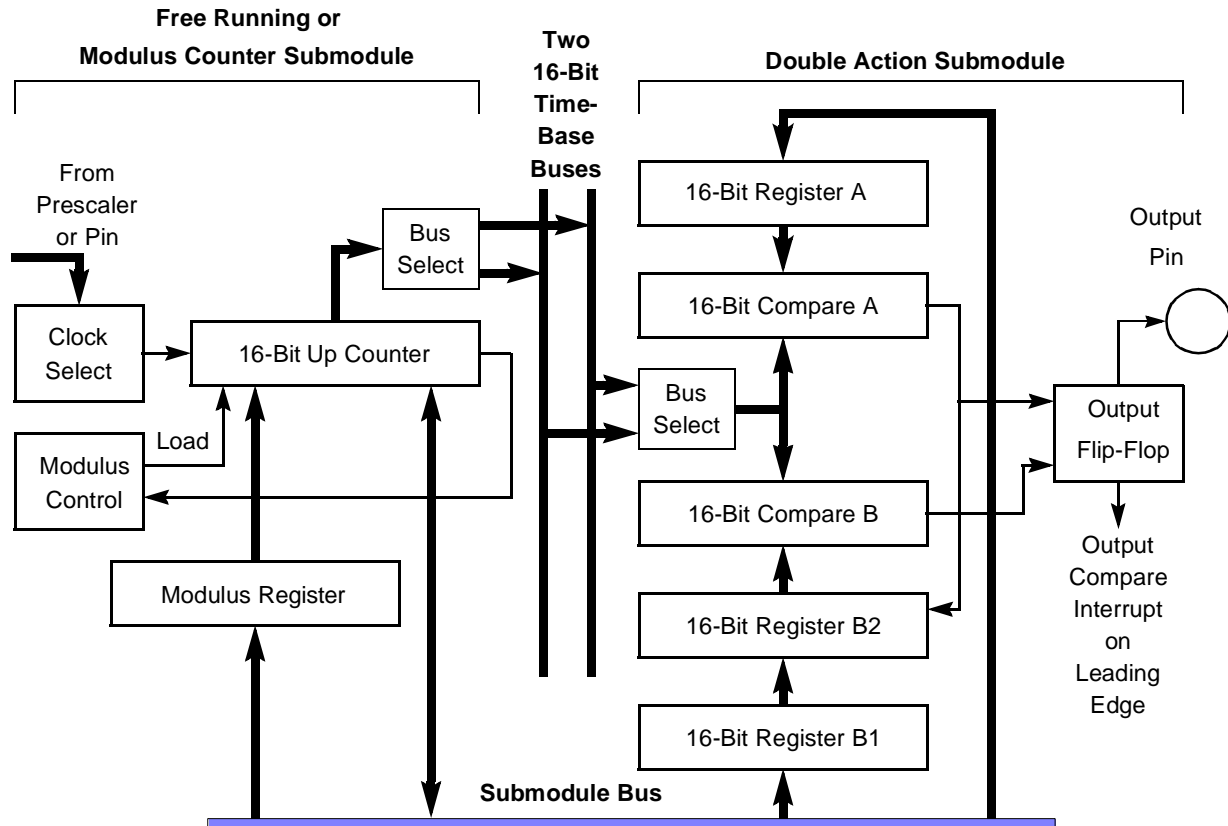 Free Running or
Modulus Counter Submodule
Two
16-Bit
Time-
Base
Buses
Double Action Submodule
From
Prescaler
or Pin
Bus
Select
16-Bit Register A
Output
Pin
Clock
Select
16-Bit Up Counter
16-Bit Compare A
Bus
Select
Output
Flip-Flop
Load
Modulus
Control
16-Bit Compare B
Output
Compare
Interrupt
on
Leading
Edge
Modulus Register
16-Bit Register B2
16-Bit Register B1
Submodule Bus